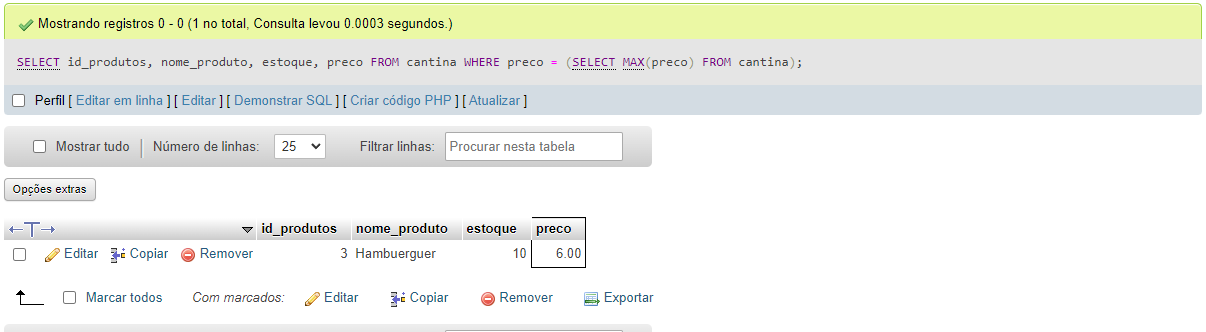 Mostrando registros 0 - 0 (1 no total, Consulta levou 0.0003 segundos.)
SELECT id_produtos, nome_produto, estoque, preco FROM cantina WHERE preco = (SELECT MAX(preco) FROM cantina);
Perfil [ Editar em linha ] [ Editar ] [ Demonstrar SQL ] [ Criar código PHP ] [ Atualizar ]
Mostrar tudo Número de linhas: 25 Filtrar linhas: Procurar nesta tabela
Opções extras
id_produtos nome_produto estoque preco
Editar Copiar Remover 3 Hambuerguer 10 6.00
Marcar todos Com marcados: Editar Copiar Remover Exportar